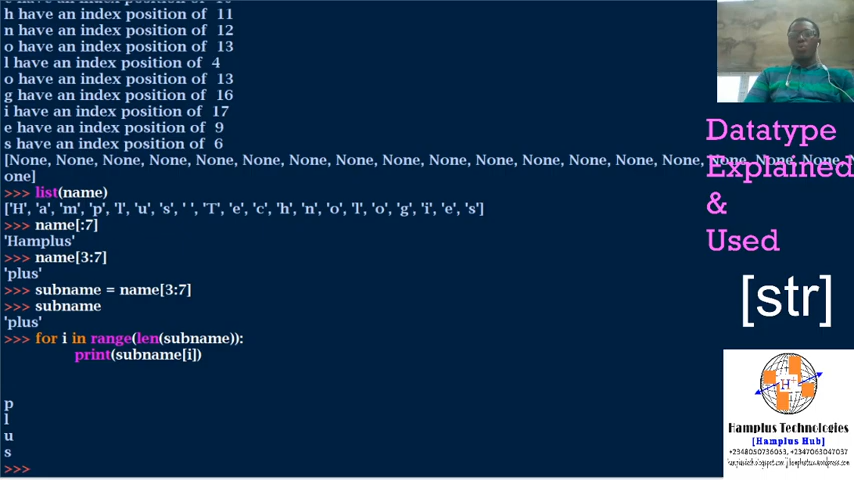 h have an index position of  11
n have an index position of  12
o have an index position of  13
l have an index position of  4
o have an index position of  13
g have an index position of  16
i have an index position of  17
e have an index position of  9
s have an index position of  6
[None, None, None, None, None, None, None, None, None, None, None, None, None, None, None, None, None, None, N
one]
>>> list(name)
['H', 'a', 'm', 'p', 'l', 'u', 's', ' ', 'T', 'e', 'c', 'h', 'n', 'o', 'l', 'o', 'g', 'i', 'e', 's']
>>> name[:7]
'Hamplus'
>>> name[3:7]
'plus'
>>> subname = name[3:7]
>>> subname
'plus'
>>> for i in range(len(subname)):
print(subname[i])
p
l
u
s
>>>
Datatype
Explained
&
Used
[str]
H
Hamplus Technologies
[Hamplus Hub]